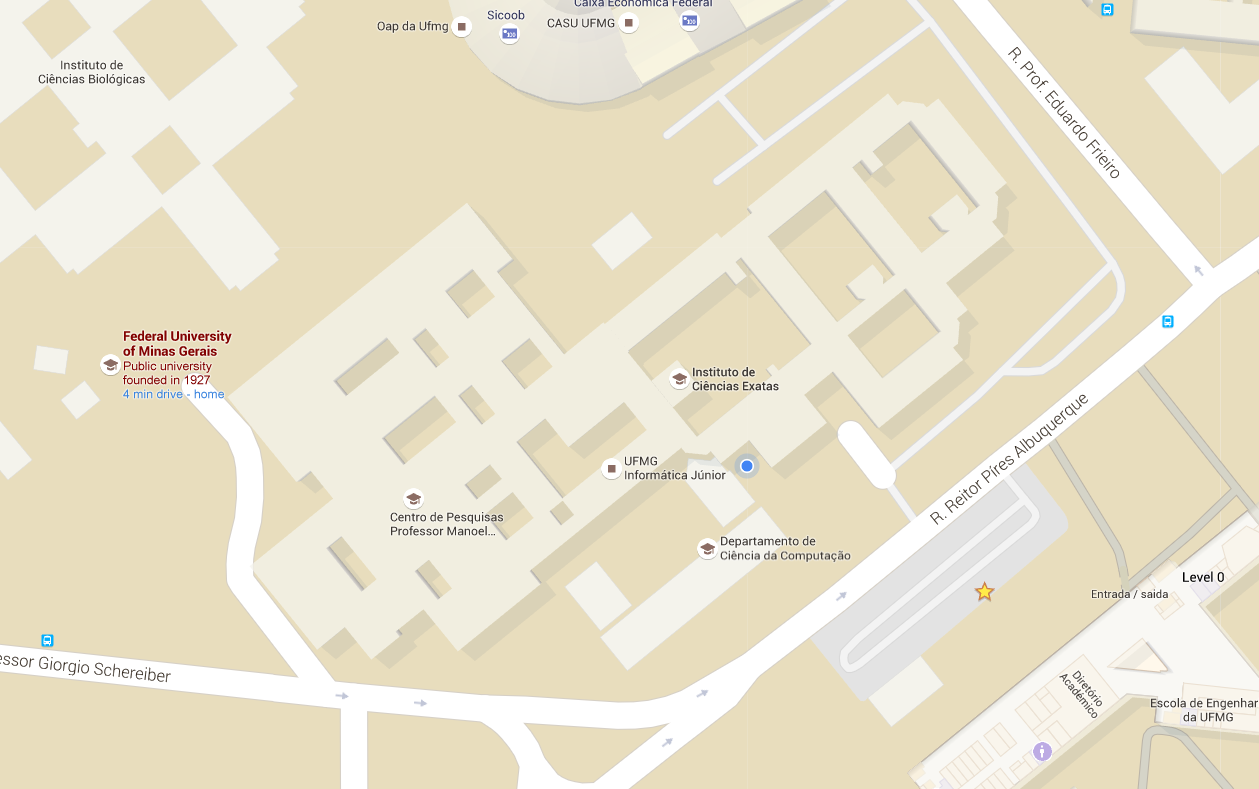 Caixa Econômica Federal
Sicoob
CASU UFMG
Oap da Ufmg
Instituto de
Ciências Biológicas
R. Prof. Eduardo Frieiro
Federal University
of Minas Gerais
Public university
founded in 1927
4 min drive - home
Instituto de
Ciências Exatas
R. Reitor Píres Albuquerque
UFMG
Informática Júnior
Centro de Pesquisas
Professor Manoel...
Departamento de
Ciência da Computação
Level 0
Entrada / saida
essor Giorgio Schereiber
Diretório
Acadêmico
Escola de Engenhar
da UFMG